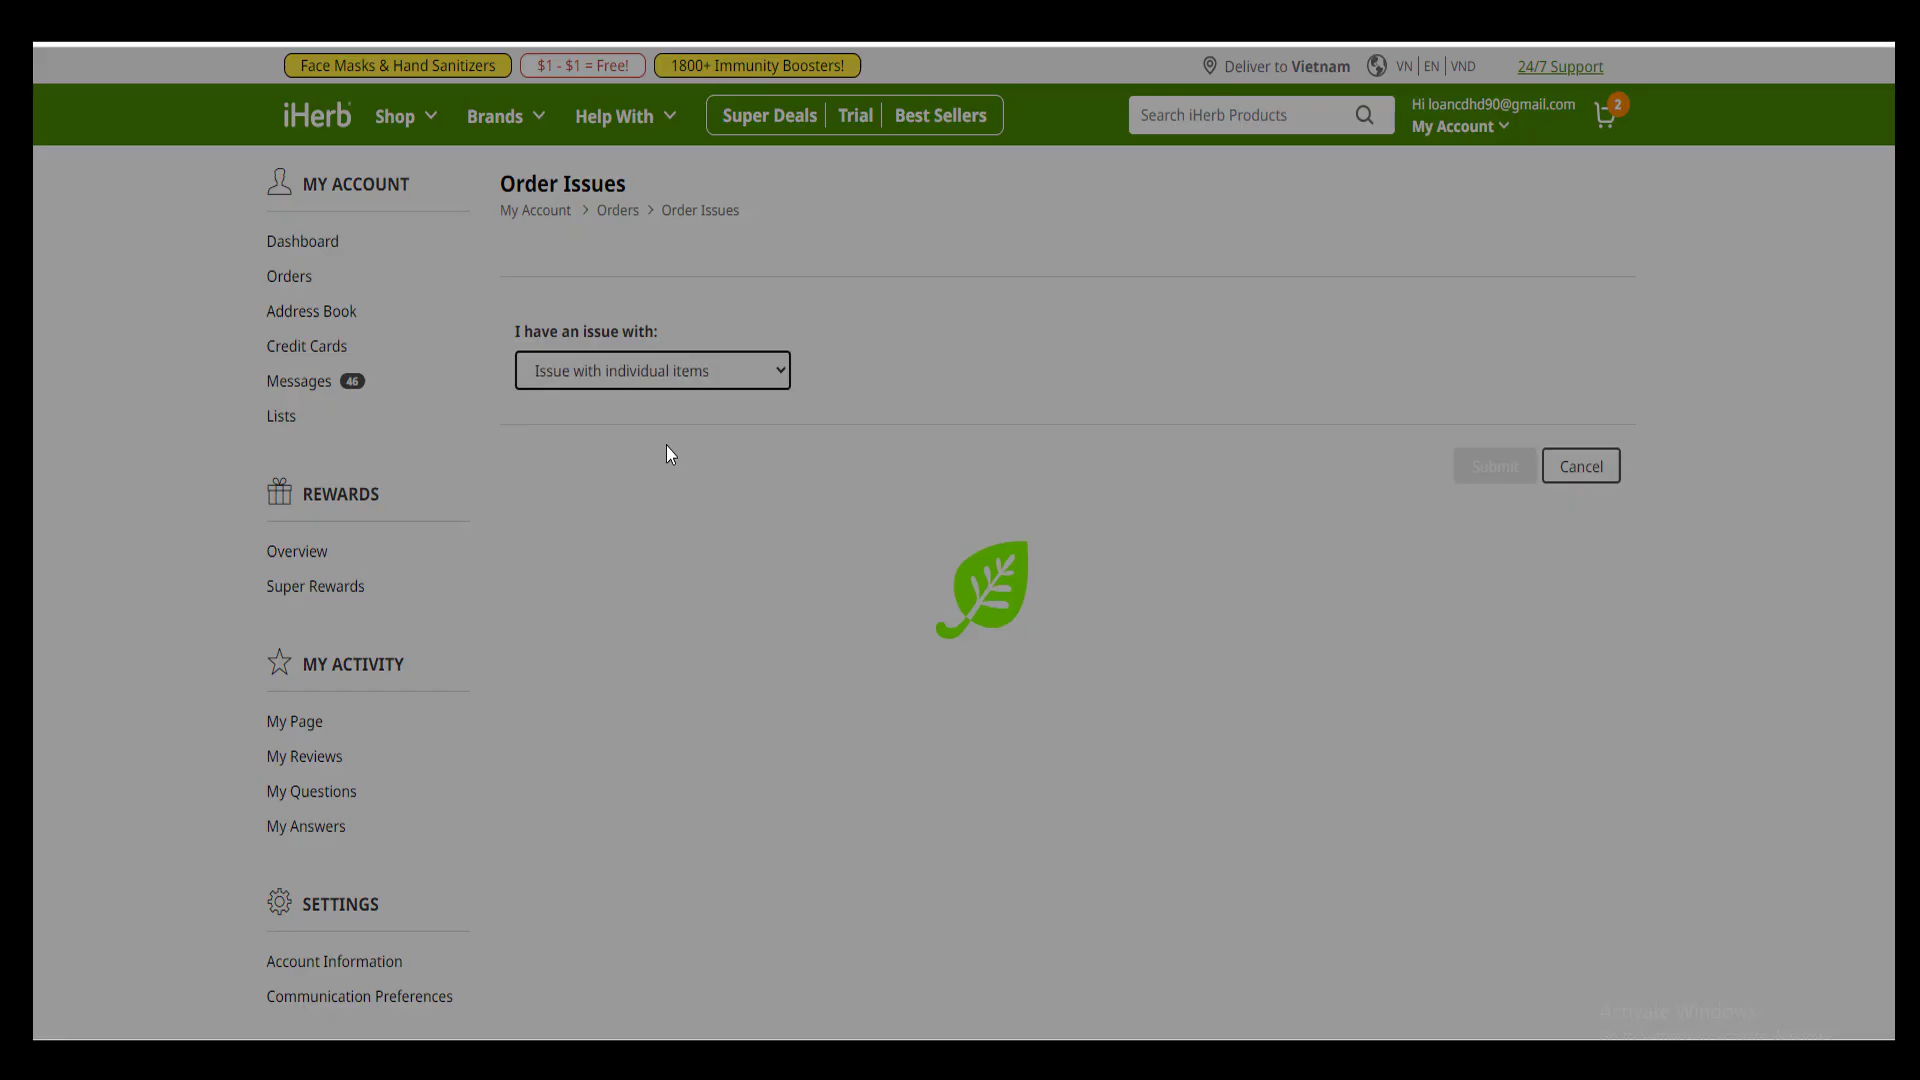 Face Masks & Hand Sanitizers $1 - $1 = Free! 1800+ Immunity Boosters! Deliver to Vietnam VN | EN | VND 24/7 Support
iHerb Shop Brands Help With Super Deals Trial Best Sellers Search iHerb Products Hi loancdhd90@gmail.com My Account 2
MY ACCOUNT
Dashboard
Orders
Address Book
Credit Cards
Messages 46
Lists
REWARDS
Overview
Super Rewards
MY ACTIVITY
My Page
My Reviews
My Questions
My Answers
SETTINGS
Account Information
Communication Preferences
Order Issues
My Account > Orders > Order Issues
I have an issue with:
Issue with individual items
Submit Cancel
Activate Windows